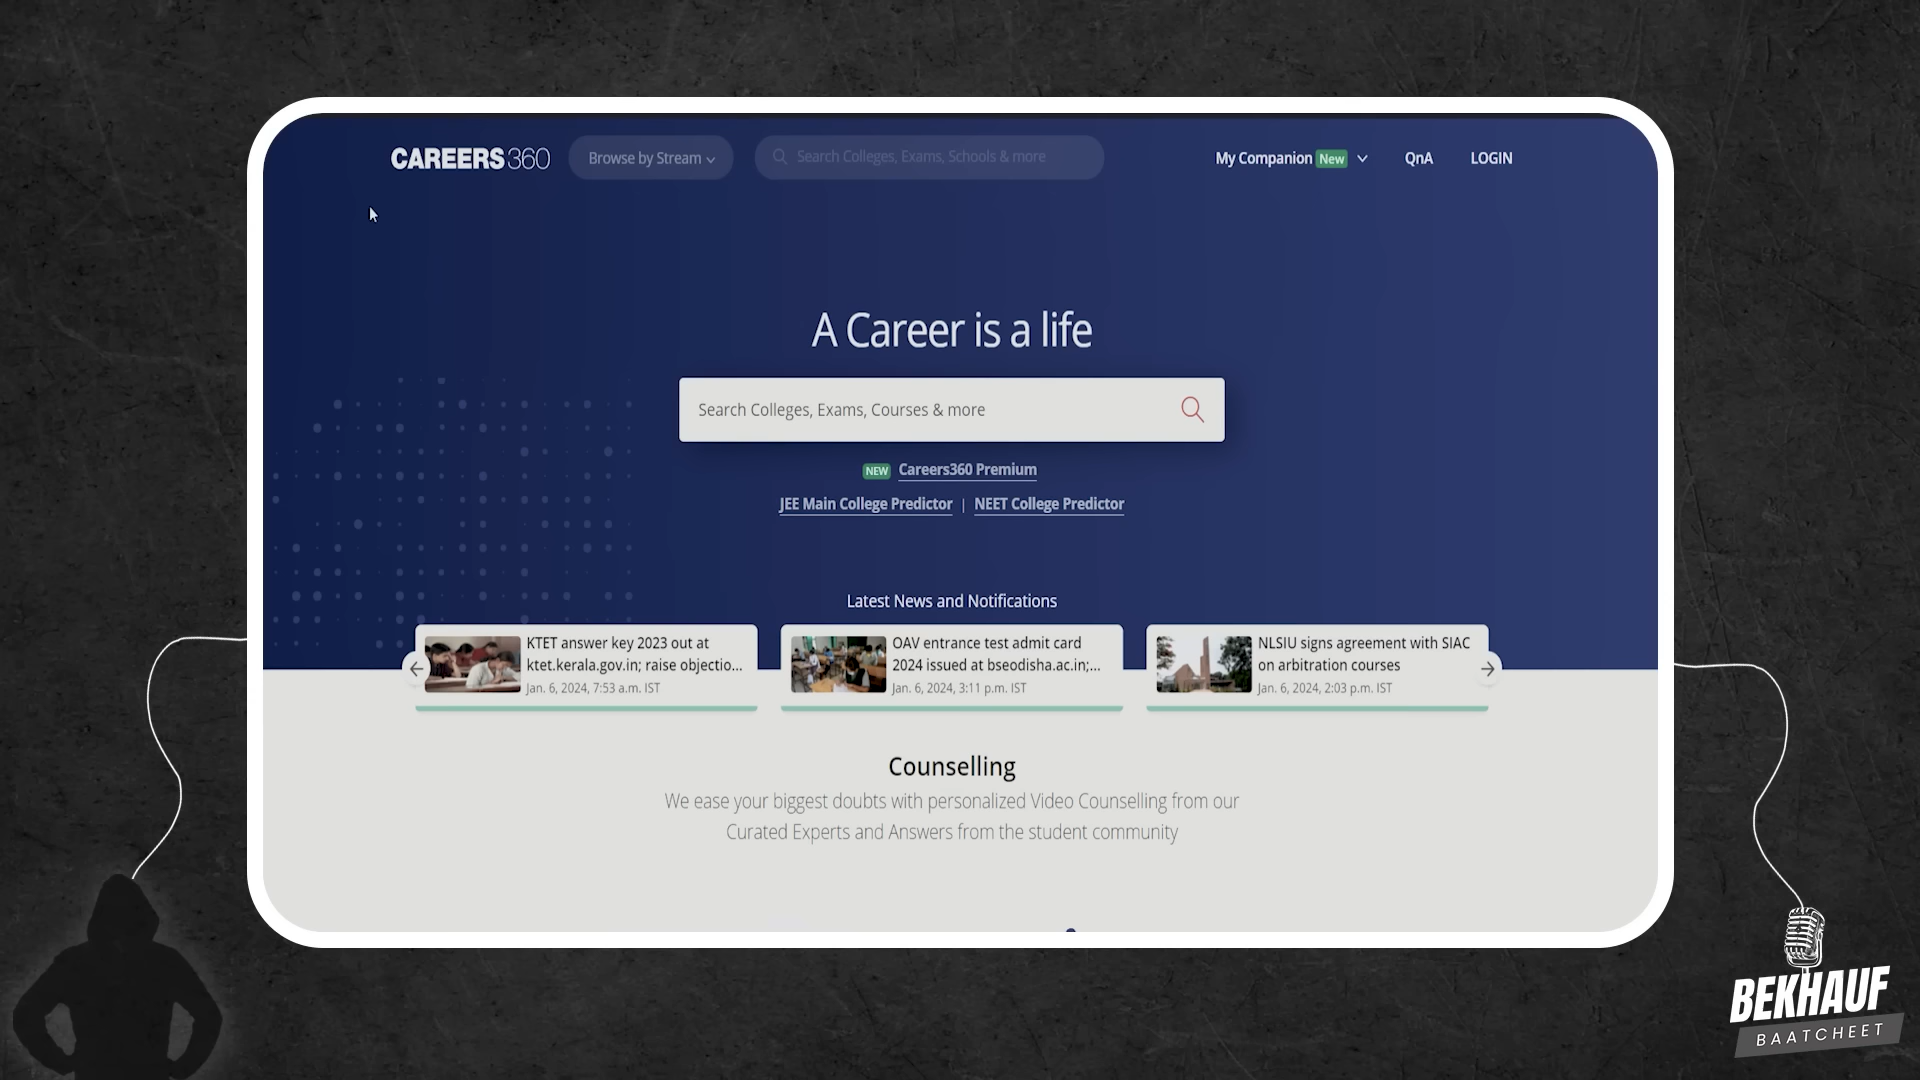 CAREERS360
Browse by Stream
Search Colleges, Exams, Schools & more
My Companion New
QnA
LOGIN
A Career is a life
Search Colleges, Exams, Courses & more
NEW Careers360 Premium
JEE Main College Predictor | NEET College Predictor
Latest News and Notifications
KTET answer key 2023 out at
ktet.kerala.gov.in; raise objectio...
Jan. 6, 2024, 7:53 a.m. IST
OAV entrance test admit card
2024 issued at bseodisha.ac.in;...
Jan. 6, 2024, 3:11 p.m. IST
NLSIU signs agreement with SIAC
on arbitration courses
Jan. 6, 2024, 2:03 p.m. IST
Counselling
We ease your biggest doubts with personalized Video Counselling from our
Curated Experts and Answers from the student community
BEKHAUF
BAATCHEET